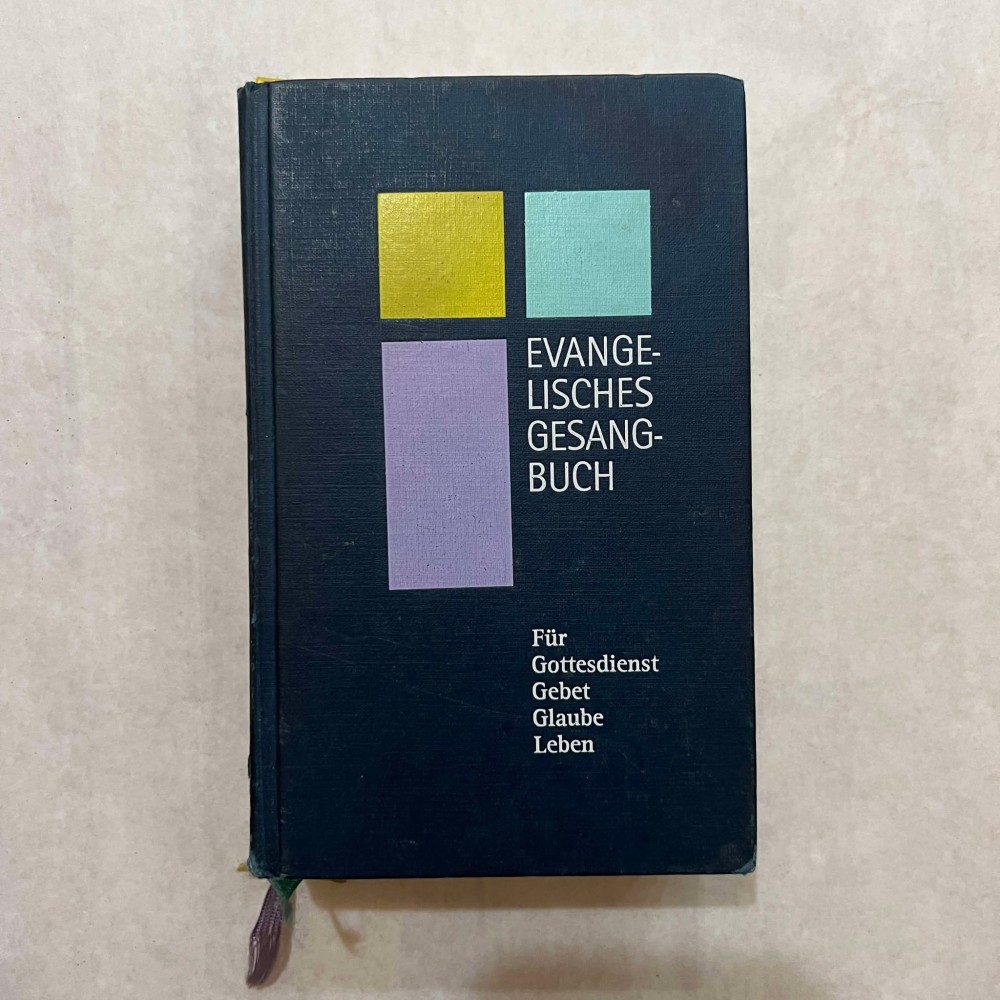 EVANGE-
LISCHES
GESANG-
BUCH
Für
Gottesdienst
Gebet
Glaube
Leben